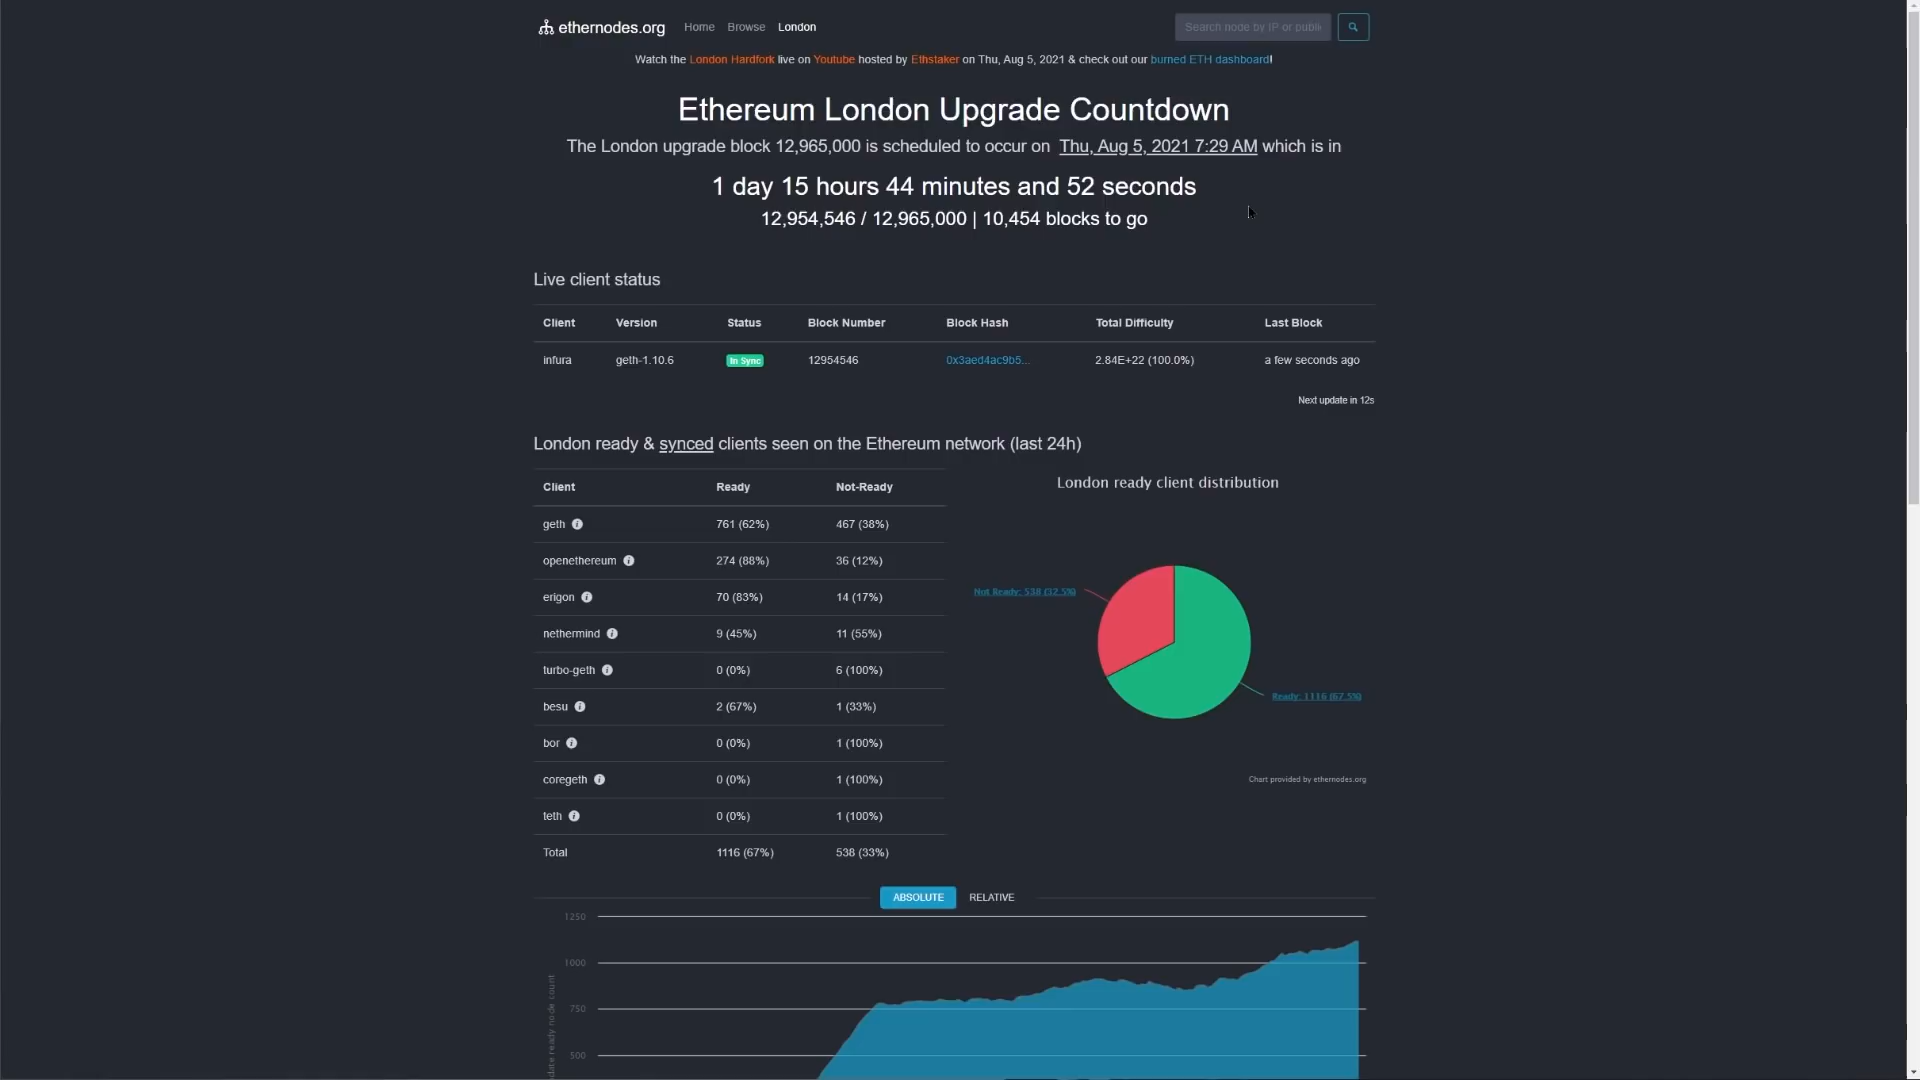 ethernodes.org Home Browse London Search node by IP or publi
Watch the London Hardfork live on Youtube hosted by Ethstaker on Thu, Aug 5, 2021 & check out our burned ETH dashboard!
Ethereum London Upgrade Countdown
The London upgrade block 12,965,000 is scheduled to occur on Thu, Aug 5, 2021 7:29 AM which is in
1 day 15 hours 44 minutes and 52 seconds
12,954,546 / 12,965,000 | 10,454 blocks to go
Live client status
Client Version Status Block Number Block Hash Total Difficulty Last Block
infura geth-1.10.6 In Sync 12954546 0x3aed4ac9b5... 2.84E+22 (100.0%) a few seconds ago
Next update in 12s
London ready & synced clients seen on the Ethereum network (last 24h)
Client Ready Not-Ready
geth 761 (62%) 467 (38%)
openethereum 274 (88%) 36 (12%)
erigon 70 (83%) 14 (17%)
nethermind 9 (45%) 11 (55%)
turbo-geth 0 (0%) 6 (100%)
besu 2 (67%) 1 (33%)
bor 0 (0%) 1 (100%)
coregeth 0 (0%) 1 (100%)
teth 0 (0%) 1 (100%)
Total 1116 (67%) 538 (33%)
London ready client distribution
Not Ready: 538 (32.5%)
Ready: 1116 (67.5%)
Chart provided by ethernodes.org
ABSOLUTE RELATIVE
1250
1000
750
500
date ready node count